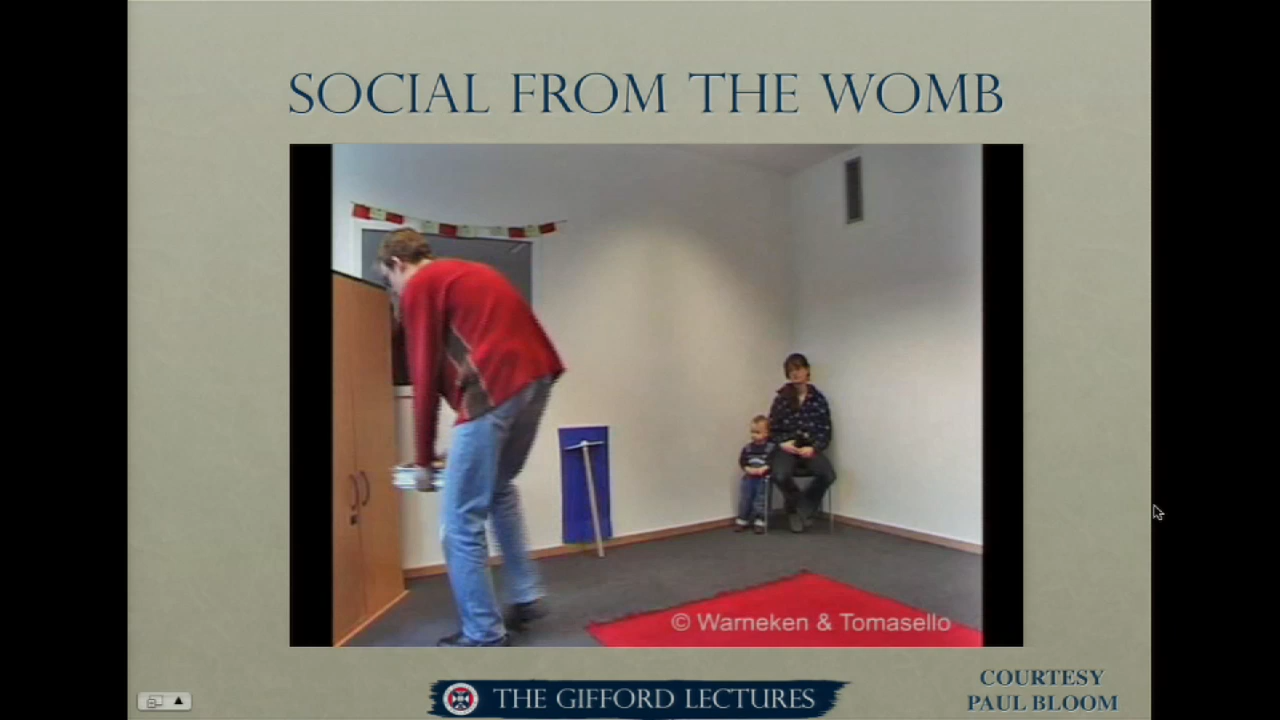 SOCIAL FROM THE WOMB
© Warneken & Tomasello
THE GIFFORD LECTURES
COURTESY
PAUL BLOOM